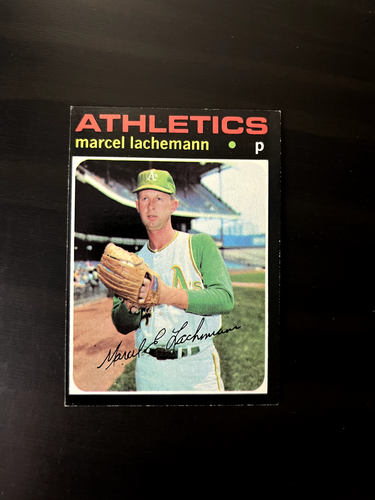 ATHLETICS
marcel lachemann • p
A's
A's
Marcel E. Lachemann